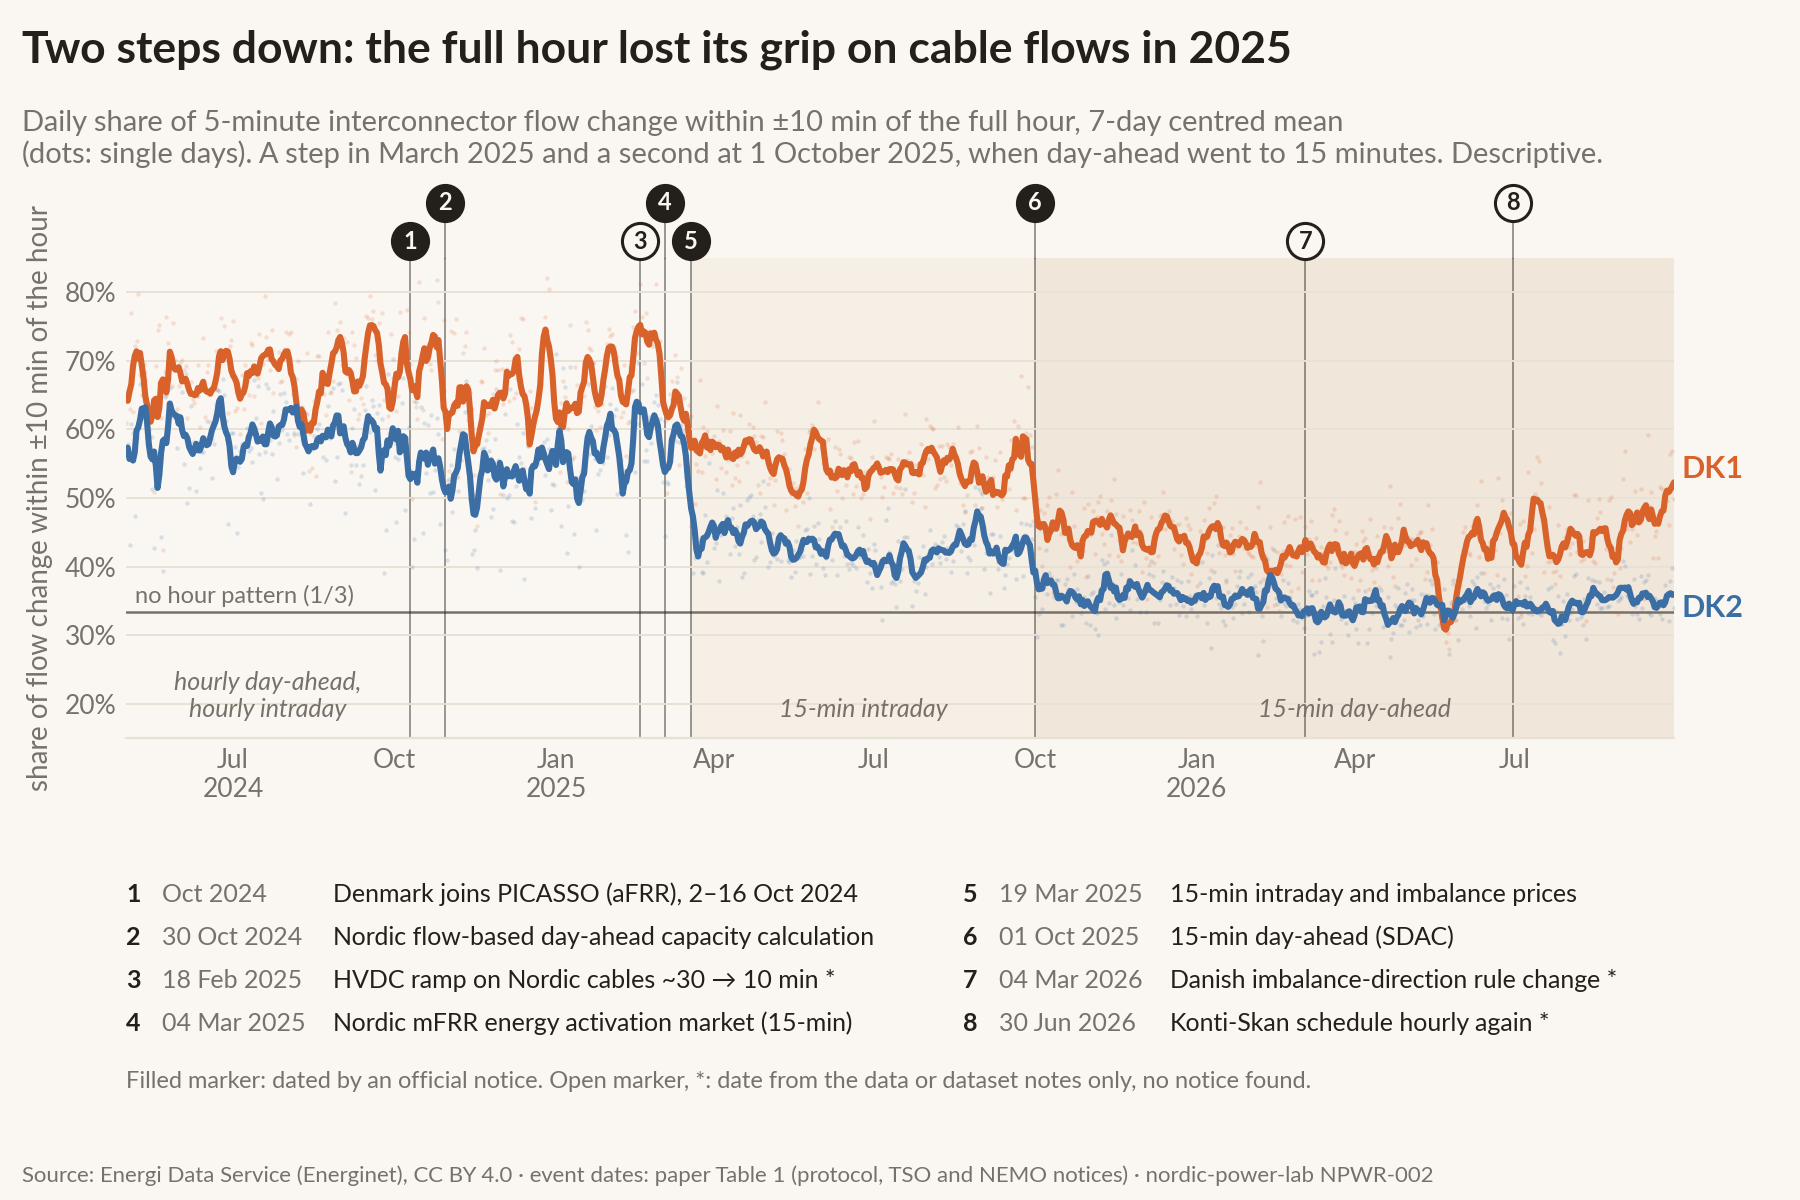 Two steps down: the full hour lost its grip on cable flows in 2025
Daily share of 5-minute interconnector flow change within ±10 min of the full hour, 7-day centred mean
(dots: single days). A step in March 2025 and a second at 1 October 2025, when day-ahead went to 15 minutes. Descriptive.
share of flow change within ±10 min of the hour
2
4
6
8
1
3
5
7
80%
70%
60%
50%
40%
30%
20%
DK1
DK2
no hour pattern (1/3)
hourly day-ahead,
hourly intraday
15-min intraday
15-min day-ahead
Jul
2024
Oct
Jan
2025
Apr
Jul
Oct
Jan
2026
Apr
Jul
1 Oct 2024 Denmark joins PICASSO (aFRR), 2–16 Oct 2024
2 30 Oct 2024 Nordic flow-based day-ahead capacity calculation
3 18 Feb 2025 HVDC ramp on Nordic cables ~30 → 10 min *
4 04 Mar 2025 Nordic mFRR energy activation market (15-min)
5 19 Mar 2025 15-min intraday and imbalance prices
6 01 Oct 2025 15-min day-ahead (SDAC)
7 04 Mar 2026 Danish imbalance-direction rule change *
8 30 Jun 2026 Konti-Skan schedule hourly again *
Filled marker: dated by an official notice. Open marker, *: date from the data or dataset notes only, no notice found.
Source: Energi Data Service (Energinet), CC BY 4.0 · event dates: paper Table 1 (protocol, TSO and NEMO notices) · nordic-power-lab NPWR-002